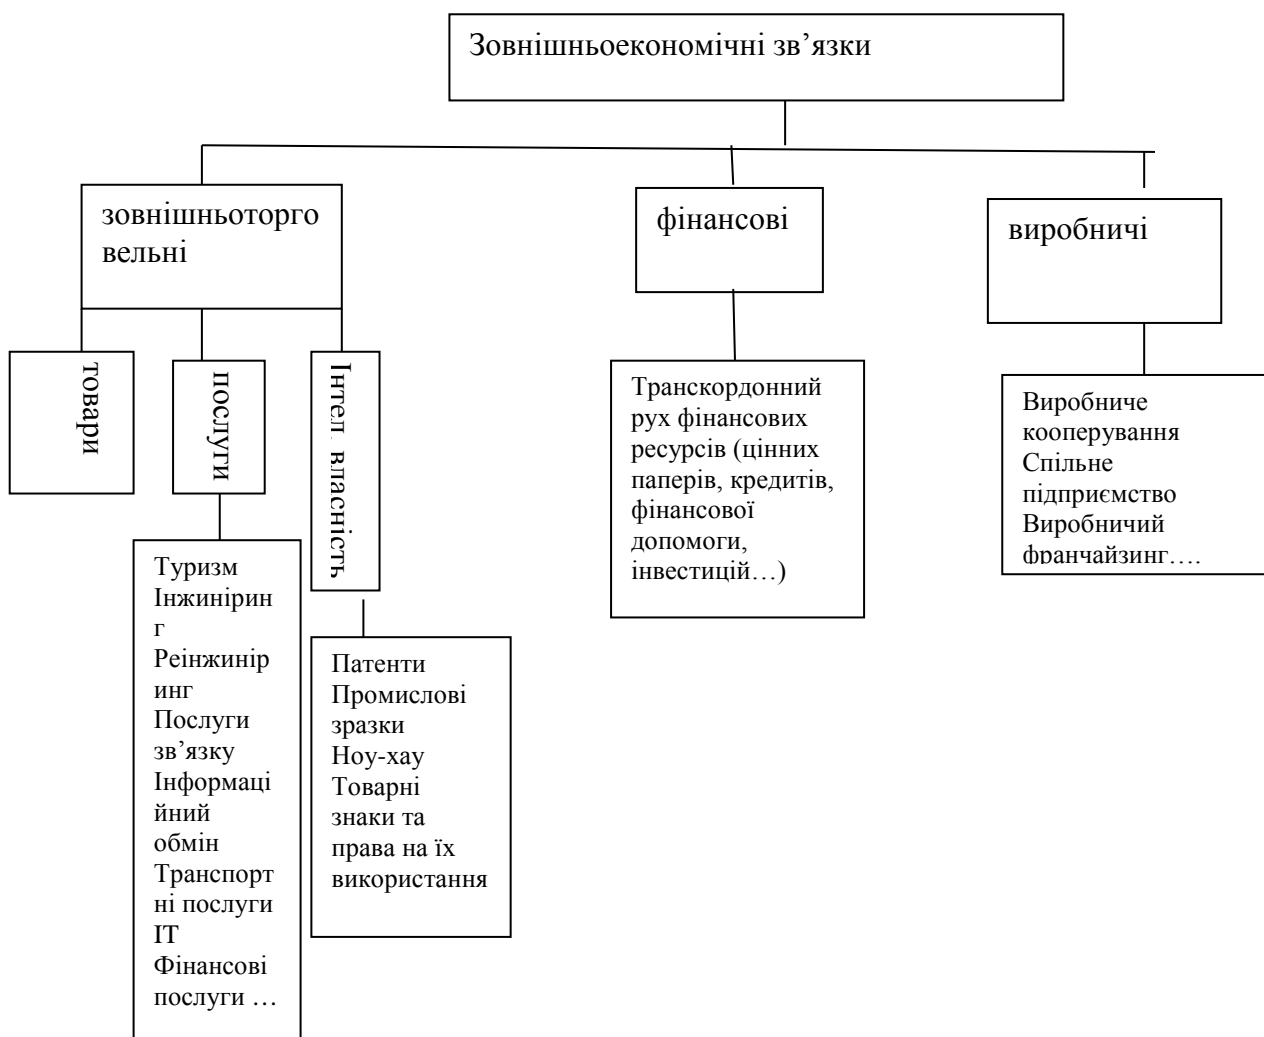 Зовнішньоекономічні зв’язки
зовнішньоторго
вельні
фінансові
виробничі
товари
послуги
Інтел. власність
Транскордонний
рух фінансових
ресурсів (цінних
паперів, кредитів,
фінансової
допомоги,
інвестицій…)
Виробниче
кооперування
Спільне
підприємство
Виробничий
франчайзинг….
Туризм
Інжинірин
г
Реінжинір
инг
Послуги
зв’язку
Інформаці
йний
обмін
Транспорт
ні послуги
ІТ
Фінансові
послуги …
Патенти
Промислові
зразки
Ноу-хау
Товарні
знаки та
права на їх
використання